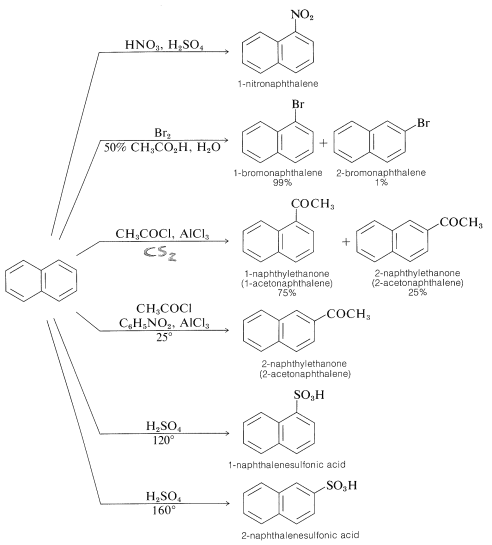 NO₂
HNO₃, H₂SO₄
1-nitronaphthalene
Br
Br₂
50% CH₃CO₂H, H₂O
+
Br
1-bromonaphthalene
99%
2-bromonaphthalene
1%
COCH₃
CH₃COCl, AlCl₃
CS₂
+
COCH₃
1-naphthylethanone
(1-acetonaphthalene)
75%
2-naphthylethanone
(2-acetonaphthalene)
25%
CH₃COCl
C₆H₅NO₂, AlCl₃
25°
COCH₃
2-naphthylethanone
(2-acetonaphthalene)
SO₃H
H₂SO₄
120°
1-naphthalenesulfonic acid
H₂SO₄
160°
SO₃H
2-naphthalenesulfonic acid